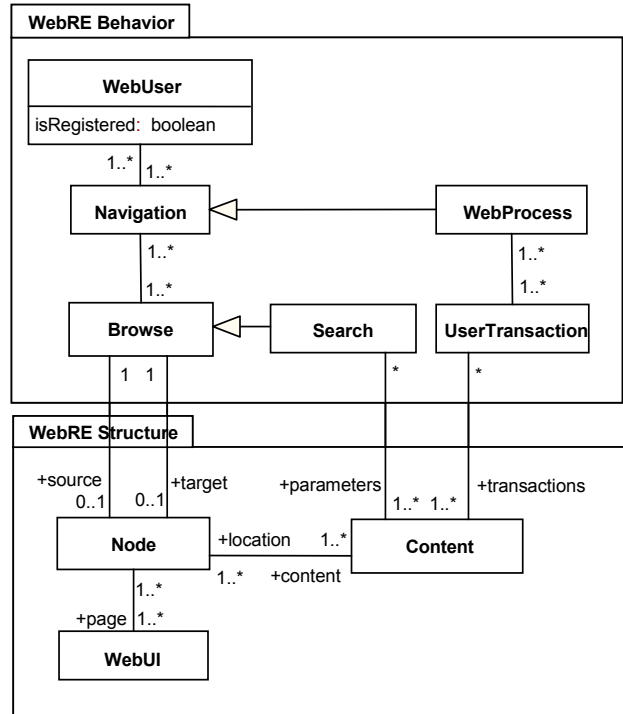 WebRE Behavior
WebUser
isRegistered: boolean
1..* 1..*
Navigation
WebProcess
1..*
1..*
1..*
1..*
Browse
Search
UserTransaction
1 1 * *
WebRE Structure
+source
+target
+parameters
+transactions
0..1 0..1 1..* 1..*
Node
+location 1..*
Content
1..* +content
1..*
+page 1..*
WebUI